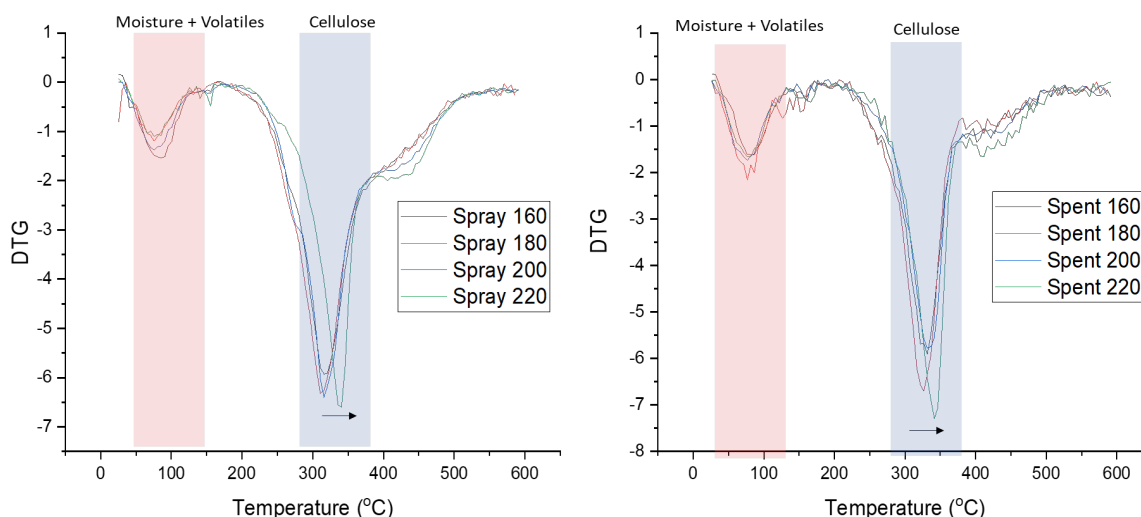 Moisture + Volatiles
Cellulose
1
0
-1
-2
-3
-4
-5
-6
-7
DTG
Spray 160
Spray 180
Spray 200
Spray 220
0
100
200
300
400
500
600
Temperature (°C)
Moisture + Volatiles
Cellulose
1
0
-1
-2
-3
-4
-5
-6
-7
-8
DTG
Spent 160
Spent 180
Spent 200
Spent 220
0
100
200
300
400
500
600
Temperature (°C)